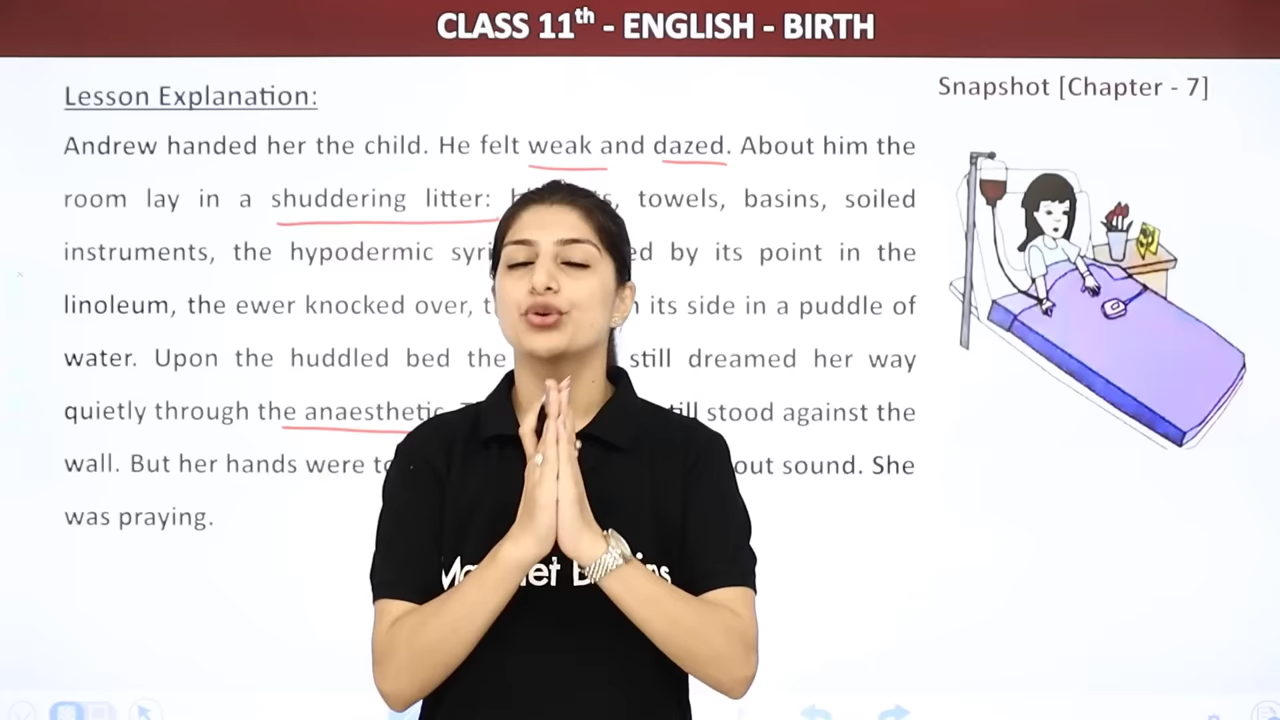 CLASS 11th - ENGLISH - BIRTH
Snapshot [Chapter - 7]
Lesson Explanation:
Andrew handed her the child. He felt weak and dazed. About him the
room lay in a shuddering litter: towels, basins, soiled
instruments, the hypodermic by its point in the
linoleum, the ewer knocked over, its side in a puddle of
water. Upon the huddled bed the still dreamed her way
quietly through the anaesthetic. still stood against the
wall. But her hands were sound. She
was praying.